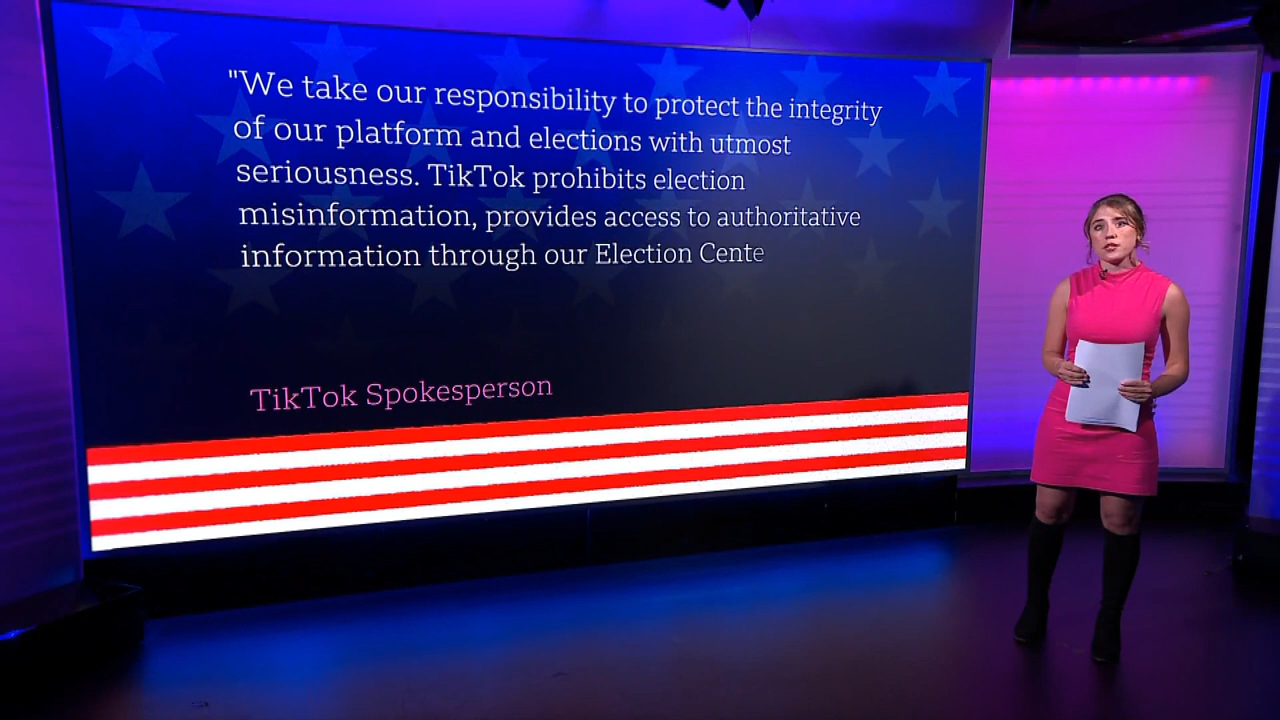 "We take our responsibility to protect the integrity
of our platform and elections with utmost
seriousness. TikTok prohibits election
misinformation, provides access to authoritative
information through our Election Cente
TikTok Spokesperson